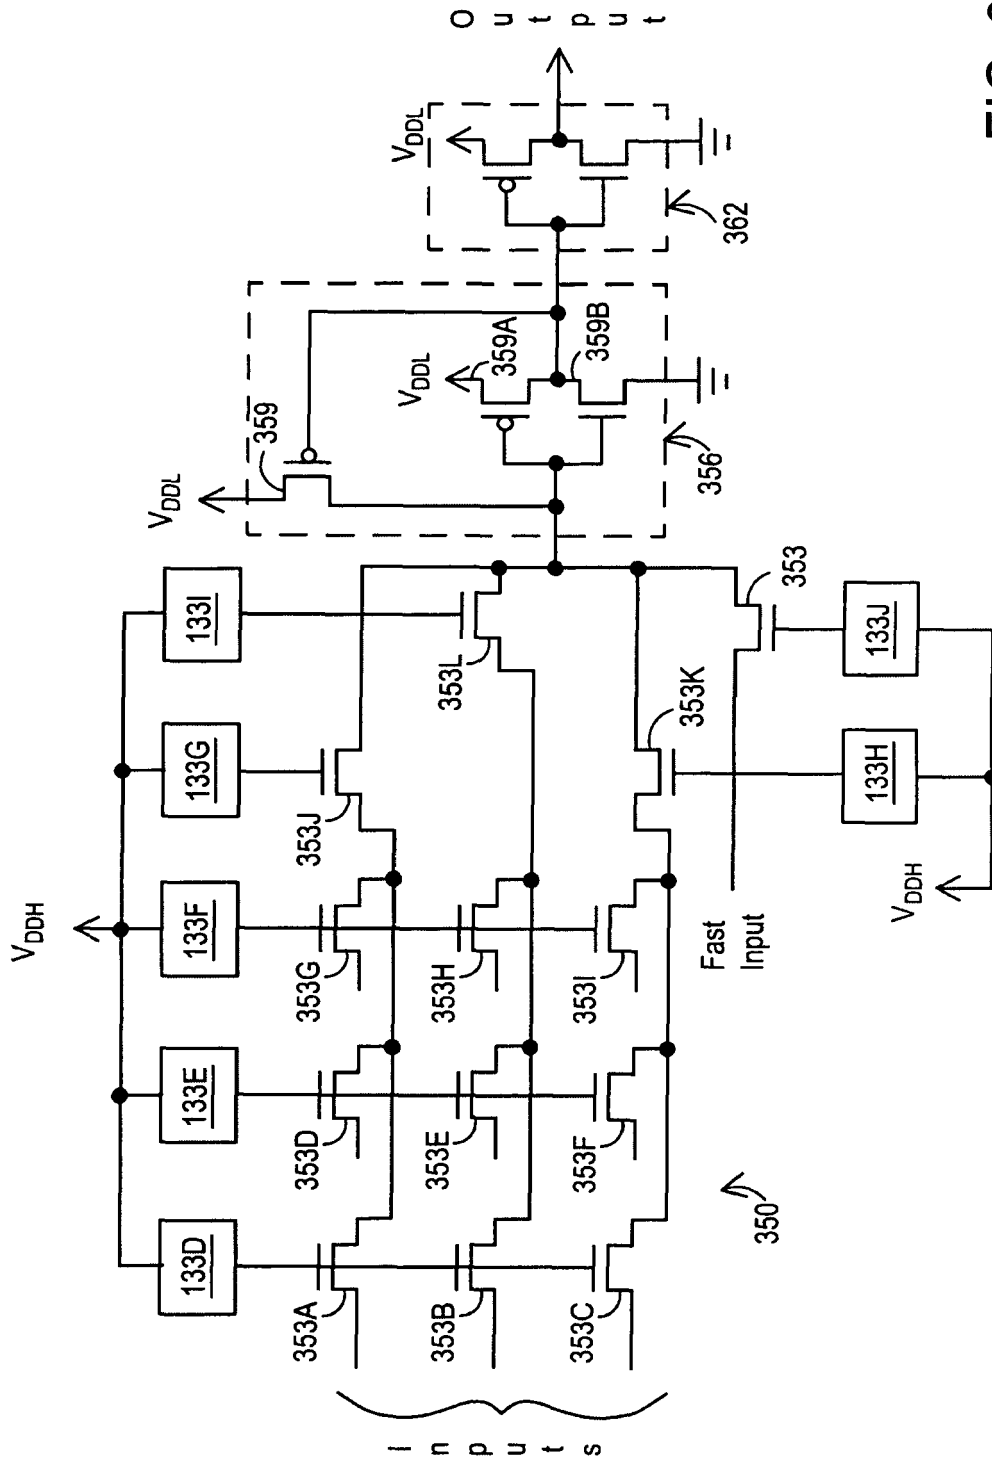 Output
V_DDL
V_DDL
V_DDL
359
359A
359B
356
362
V_DDH
133D
133E
133F
133G
133I
353A
353B
353C
353D
353E
353F
353G
353H
353I
353J
353L
353K
353
133H
133J
V_DDH
Fast
Input
350
Inputs
FIG.